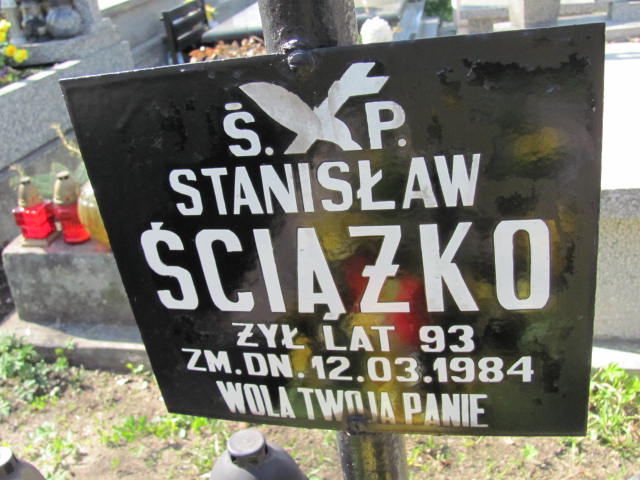 Ś. P.
STANISŁAW
ŚCIĄŻKO
ŻYŁ LAT 93
ZM. DN. 12.03.1984
WOLA TWOJA PANIE